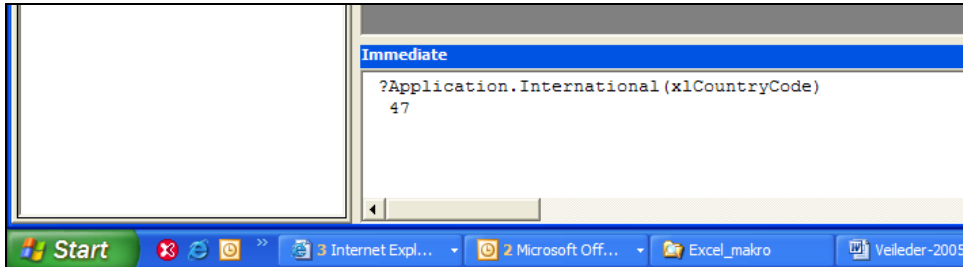 Immediate
?Application.International(xlCountryCode)
47
Start » 3 Internet Expl... 2 Microsoft Off... Excel_makro Veileder-2005